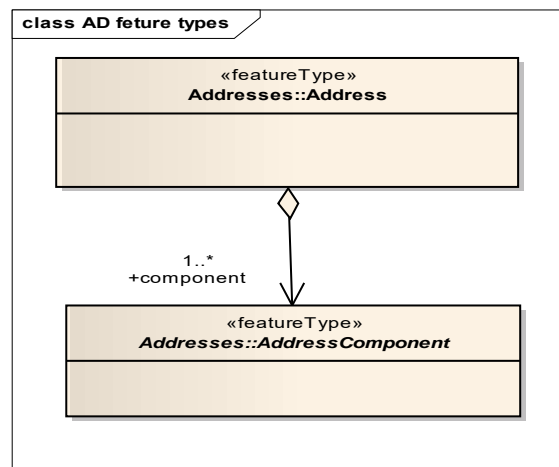 class AD feture types
«featureType»
Addresses::Address
1..*
+component
«featureType»
Addresses::AddressComponent